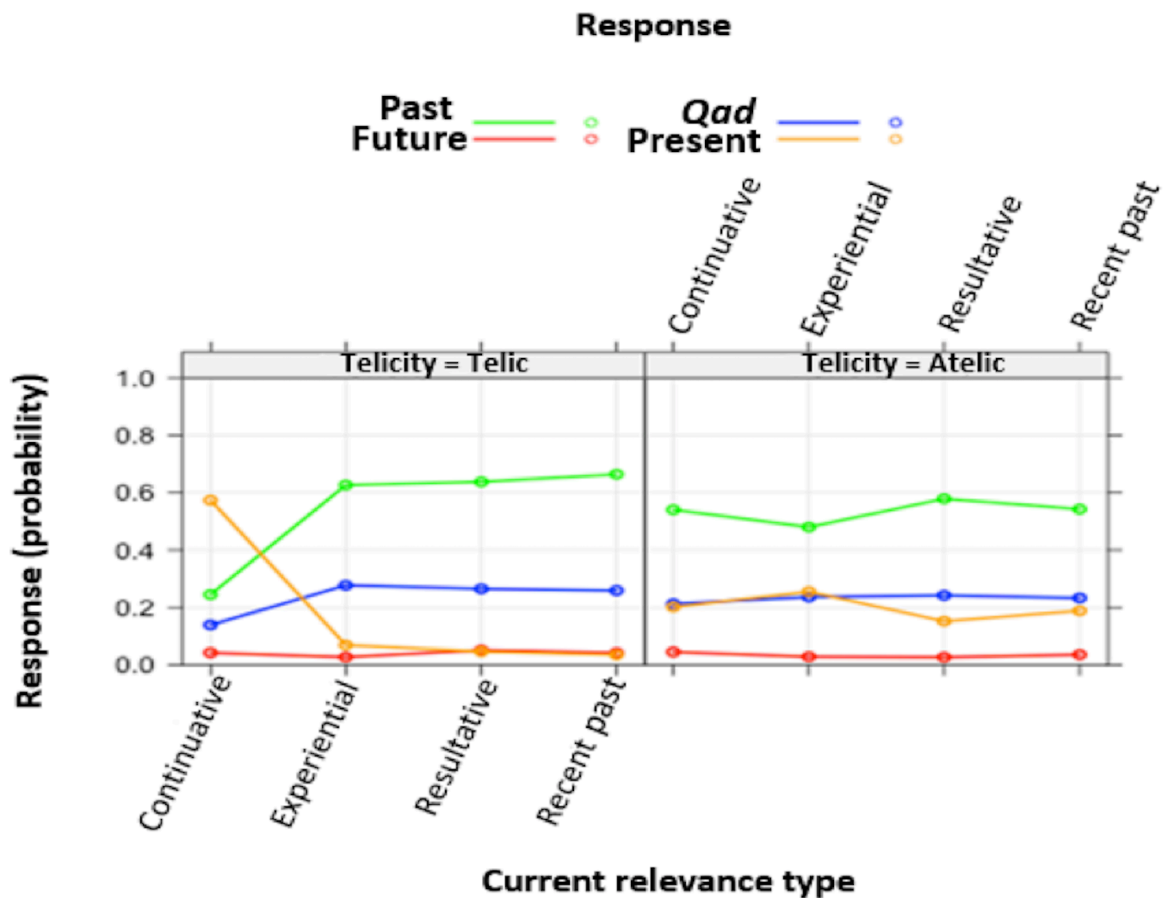 Response
Past Qad
Future Present
Continuative
Experiential
Resultative
Recent past
Telicity = Telic Telicity = Atelic
Response (probability)
1.0
0.8
0.6
0.4
0.2
0.0
Continuative
Experiential
Resultative
Recent past
Current relevance type